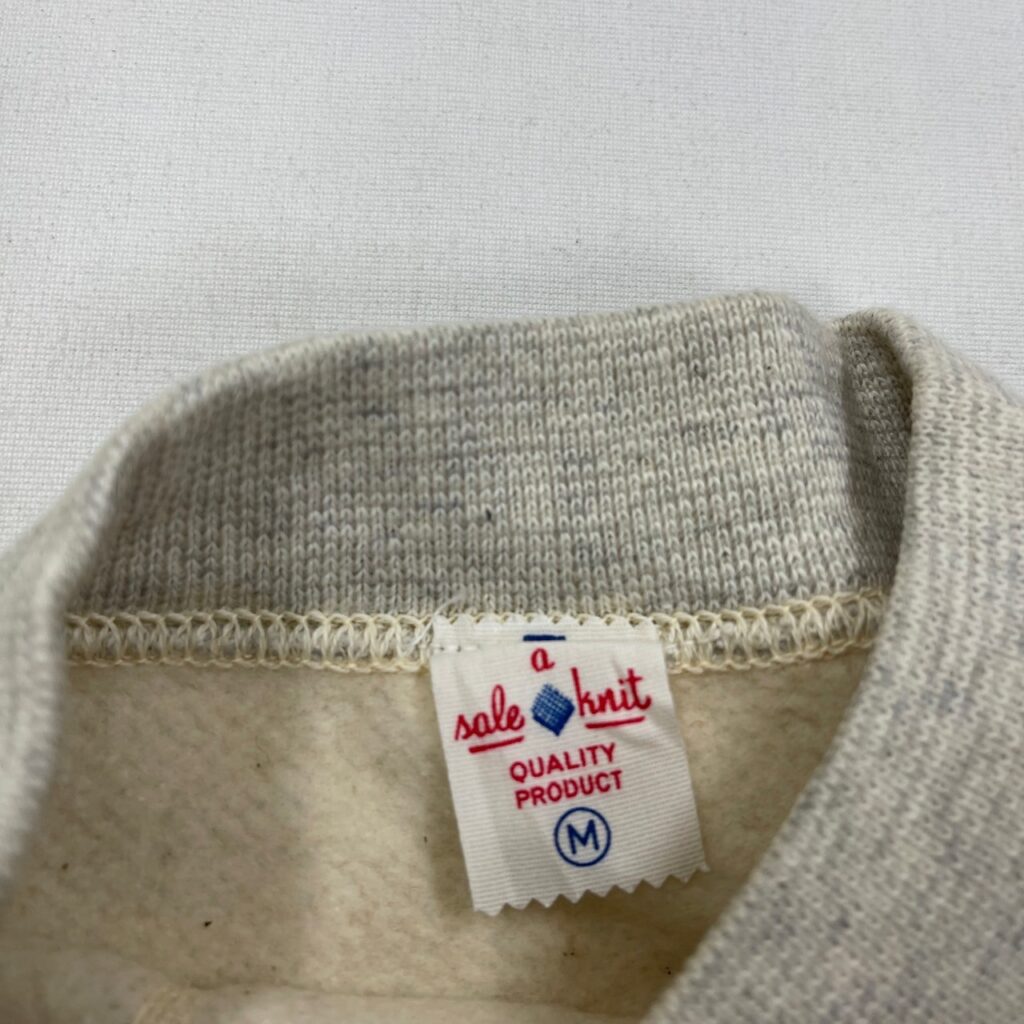 a
sale knit
QUALITY
PRODUCT
M